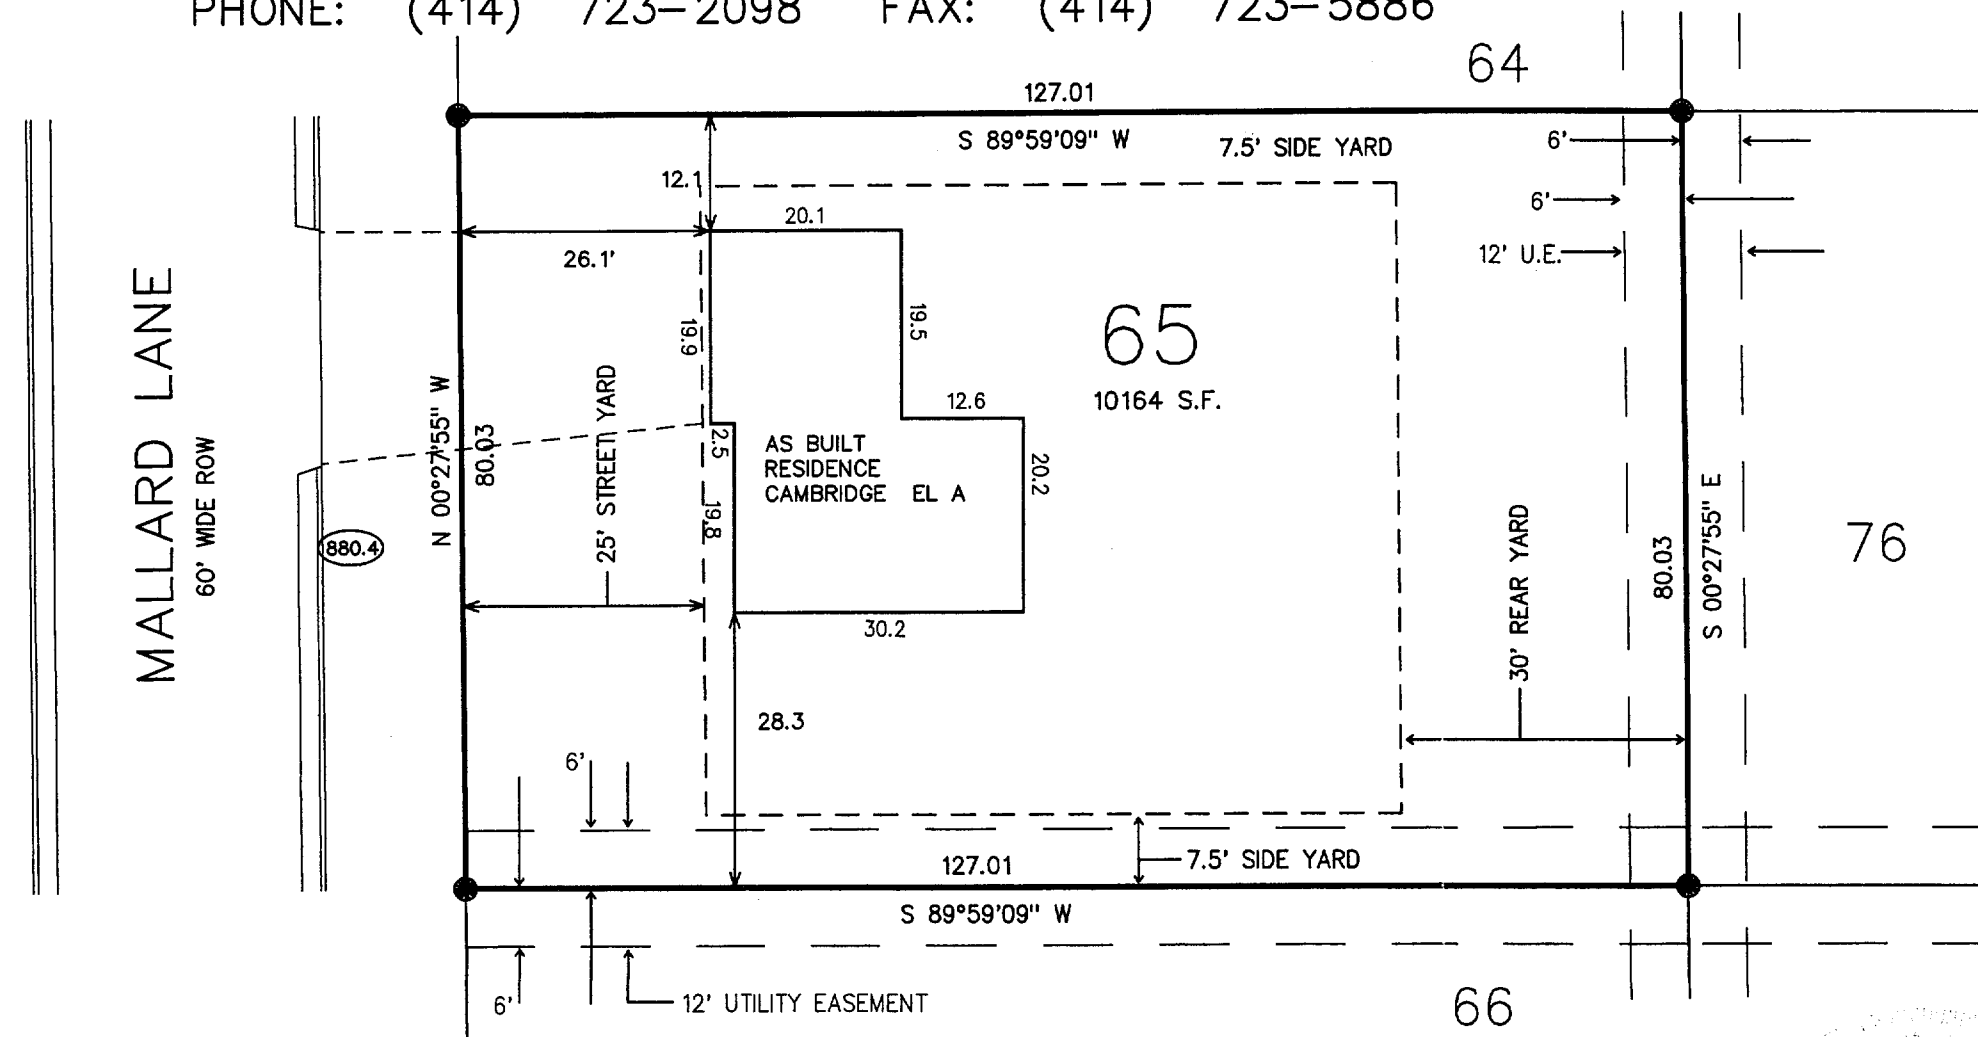 PHONE: (414) 723-2098 FAX: (414) 723-5886
64
127.01
S 89°59'09" W
7.5' SIDE YARD
6'
12.1
6'
20.1
26.1'
12' U.E.
MALLARD LANE
60' WIDE ROW
N 00°27'55" W
80.03
25' STREET YARD
19.9
19.5
65
10164 S.F.
12.6
2.5
AS BUILT
RESIDENCE
CAMBRIDGE EL A
20.2
19.8
880.4
30.2
30' REAR YARD
80.03
S 00°27'55" E
76
28.3
6'
7.5' SIDE YARD
127.01
S 89°59'09" W
6'
12' UTILITY EASEMENT
66